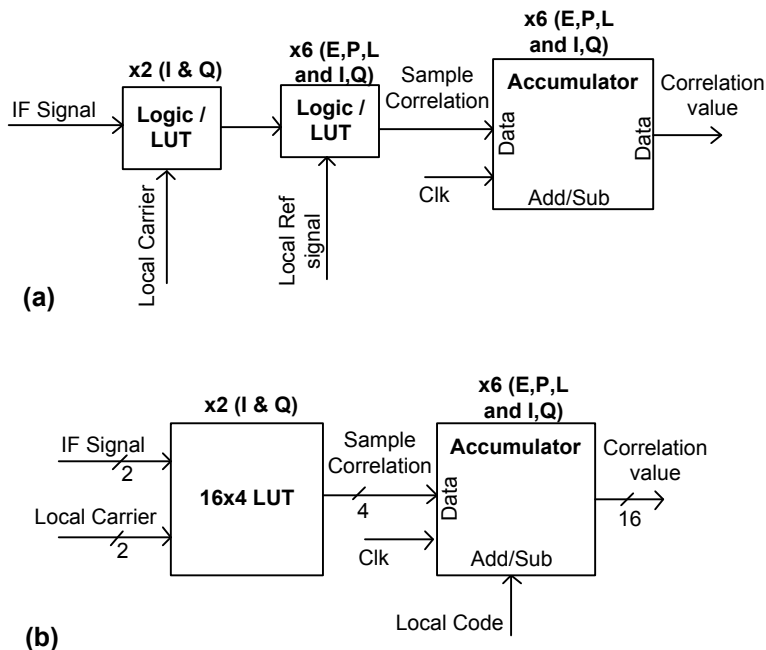 x6 (E,P,L
and I,Q)
x2 (I & Q)
x6 (E,P,L
and I,Q)
Sample
Correlation
Accumulator
Correlation
value
IF Signal
Logic /
LUT
Logic /
LUT
Data
Data
Clk
Add/Sub
Local Carrier
Local Ref
signal
(a)
x6 (E,P,L
and I,Q)
x2 (I & Q)
IF Signal
2
Sample
Correlation
Accumulator
Correlation
value
16x4 LUT
4
Data
16
Local Carrier
2
Clk
Add/Sub
Local Code
(b)